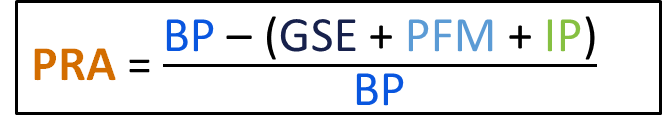 PRA = BP – (GSE + PFM + IP)
BP